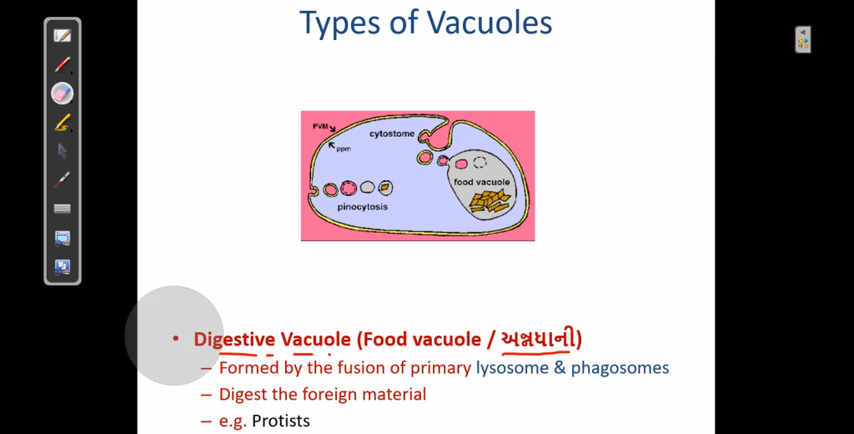 Types of Vacuoles
PVM
ppm
cytostome
food vacuole
pinocytosis
• Digestive Vacuole (Food vacuole / અન્નધાની)
– Formed by the fusion of primary lysosome & phagosomes
– Digest the foreign material
– e.g. Protists